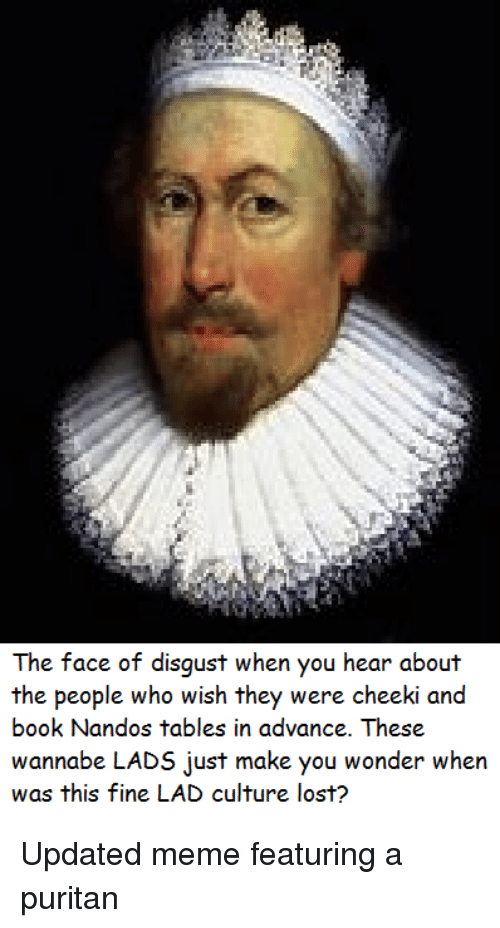 The face of disgust when you hear about
the people who wish they were cheeki and
book Nandos tables in advance. These
wannabe LADS just make you wonder when
was this fine LAD culture lost?
Updated meme featuring a
puritan